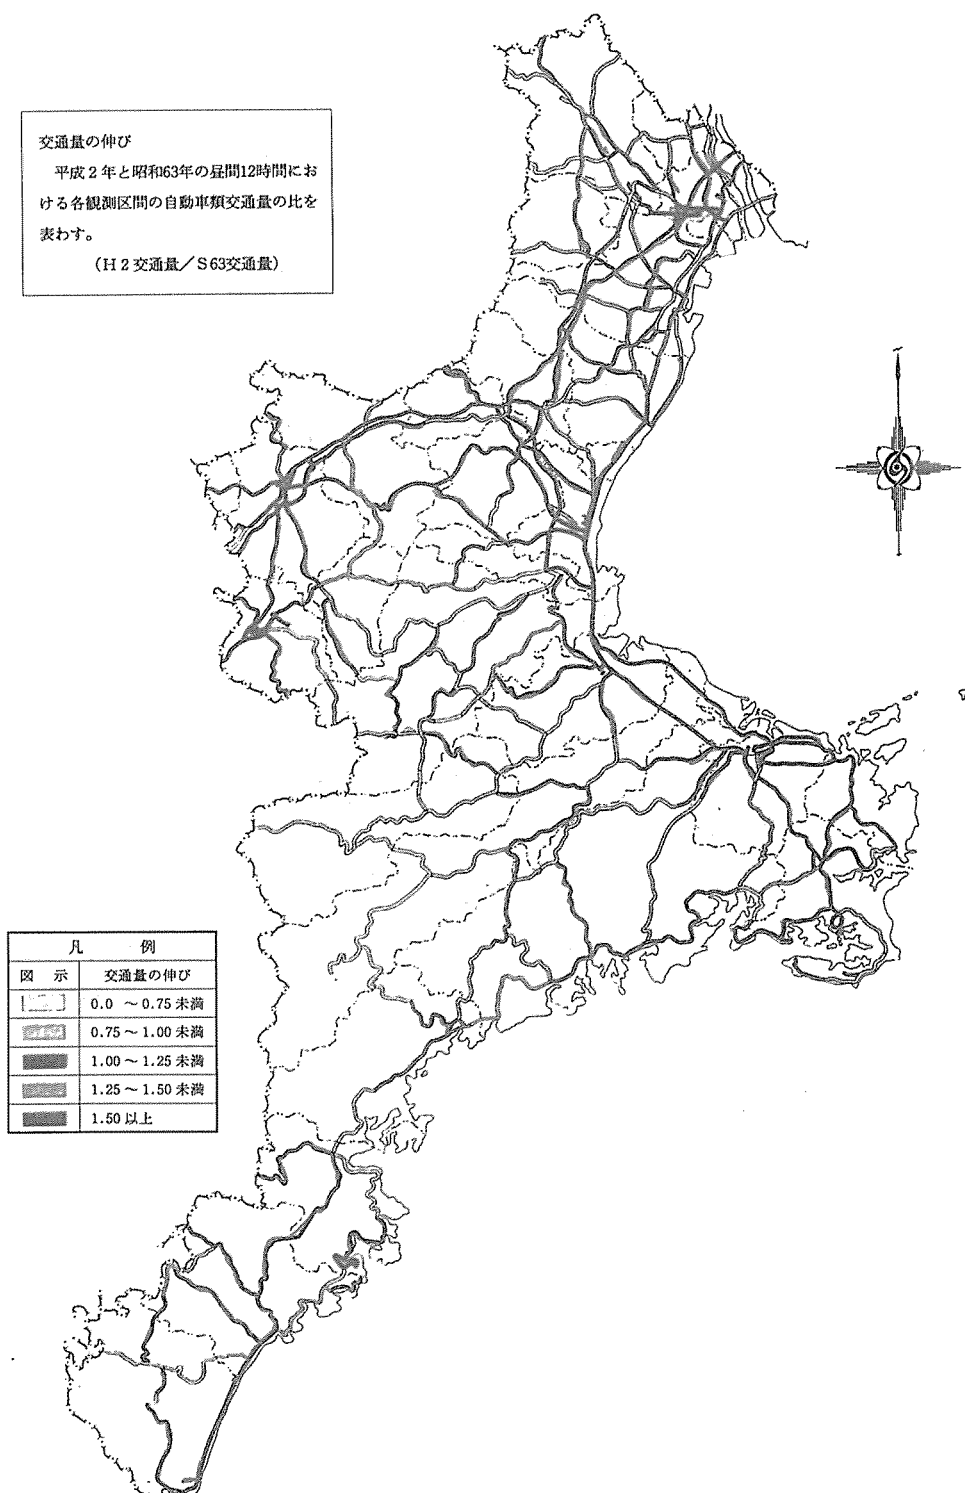 交通量の伸び
平成2年と昭和63年の昼間12時間にお
ける各観測区間の自動車類交通量の比を
表わす。
(H2交通量/S63交通量)
凡 例
図 示 交通量の伸び
0.0 ～0.75 未満
0.75～1.00 未満
1.00～1.25 未満
1.25～1.50 未満
1.50 以上